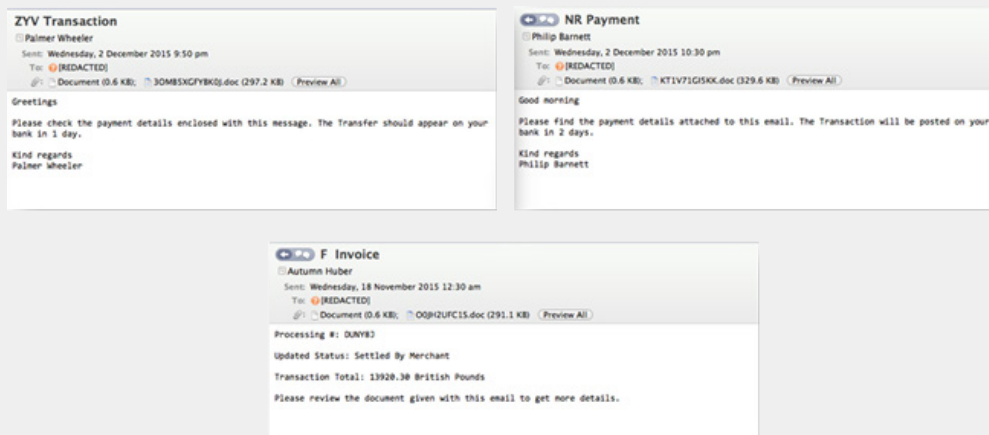 ZYV Transaction
Palmer Wheeler
Sent: Wednesday, 2 December 2015 9:50 pm
To: [REDACTED]
Document (0.6 KB); 3OMBSXGFYBK0J.doc (297.2 KB) Preview All
Greetings
Please check the payment details enclosed with this message. The Transfer should appear on your
bank in 1 day.
Kind regards
Palmer Wheeler
NR Payment
Philip Barnett
Sent: Wednesday, 2 December 2015 10:30 pm
To: [REDACTED]
Document (0.6 KB); KT1V71GI5KK.doc (329.6 KB) Preview All
Good morning
Please find the payment details attached to this email. The Transaction will be posted on your
bank in 2 days.
Kind regards
Philip Barnett
F Invoice
Autumn Huber
Sent: Wednesday, 18 November 2015 12:30 am
To: [REDACTED]
Document (0.6 KB); O0JH2UFC1S.doc (291.1 KB) Preview All
Processing #: DUNYBJ
Updated Status: Settled By Merchant
Transaction Total: 13920.30 British Pounds
Please review the document given with this email to get more details.